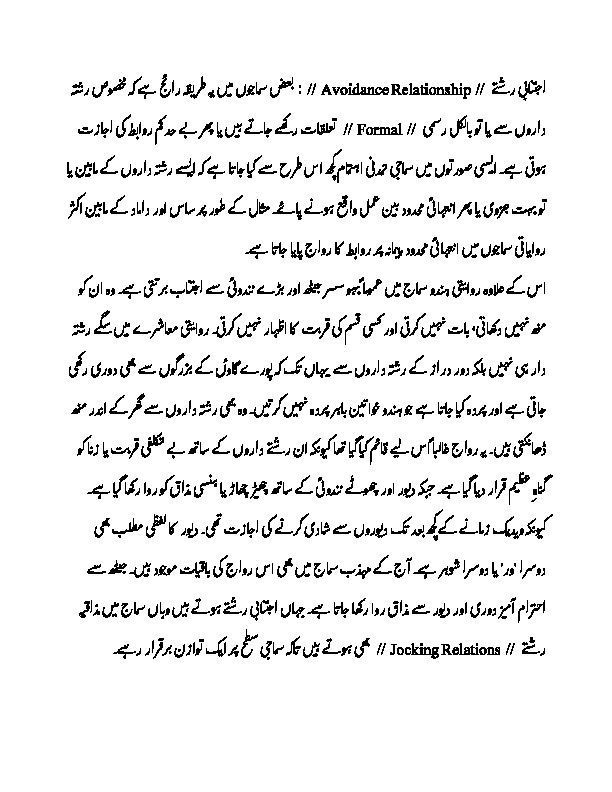 اجتنابی رشتے // Avoidance Relationship // : بعض سماجوں میں یہ طریقہ رائج ہے کہ مخصوص رشتہ
داروں سے یا تو بالکل رسمی // Formal // تعلقات رکھے جاتے ہیں یا پھر بے حد کم روابط کی اجازت
ہوتی ہے۔ ایسی صورتوں میں سماجی تمدنی اہتمام کچھ اس طرح سے کیا جاتا ہے کہ ایسے رشتہ داروں کے مابین یا
تو بہت جزوی یا پھر انتہائی محدود بین عمل واقع ہونے پائے۔ مثال کے طور پر ساس اور داماد کے مابین اکثر
روایاتی سماجوں میں انتہائی محدود پیمانہ پر روابط کا رواج پایا جاتا ہے۔
اس کے علاوہ روایتی ہندو سماج میں عموماً بہو سسر جیٹھ اور بڑے نندوئی سے اجتناب برتتی ہے۔ وہ ان کو
منھ نہیں دکھاتی، بات نہیں کرتی اور کسی قسم کی قربت کا اظہار نہیں کرتی۔ روایتی معاشرے میں سگے رشتہ
دار ہی نہیں بلکہ دور دراز کے رشتہ داروں سے یہاں تک کہ پورے گاوں کے بزرگوں سے بھی دوری رکھی
جاتی ہے اور پردہ کیا جاتا ہے جو ہندو خواتین باہر پردہ نہیں کرتیں۔ وہ بھی رشتہ داروں سے گھر کے اندر منھ
ڈھانکتی ہیں۔ یہ رواج غالباً اس لیے قائم کیا گیا تھا کیونکہ ان رشتے داروں کے ساتھ بے تکلفی قربت یا زنا کو
گناہِ عظیم قرار دیا گیا ہے۔ جبکہ دیور اور چھوٹے نندوئی کے ساتھ چھیڑ چھاڑ یا ہنسی مذاق کو روا رکھا گیا ہے۔
کیونکہ ویدیک زمانے کے کچھ بعد تک دیوروں سے شادی کرنے کی اجازت تھی۔ دیور کا لفظی مطلب بھی
دوسرا 'ور' یا دوسرا شوہر ہے۔ آج کے مہذب سماج میں بھی اس رواج کی باقیات موجود ہیں۔ جیٹھ سے
احترام آمیز دوری اور دیور سے مذاق روا رکھا جاتا ہے۔ جہاں اجتنابی رشتے ہوتے ہیں وہاں سماج میں مذاقیہ
رشتے // Jocking Relations // بھی ہوتے ہیں تاکہ سماجی سطح پر ایک توازن برقرار رہے۔